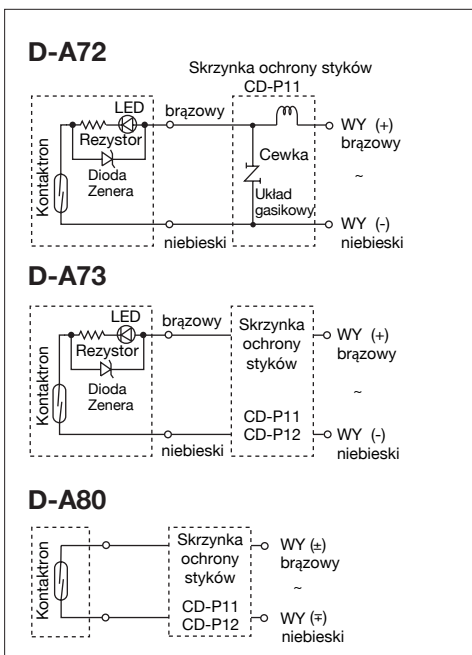 D-A72
Skrzynka ochrony styków
CD-P11
LED
brązowy
WY (+)
brązowy
Rezystor
Cewka
Dioda
Zenera
~
Układ
gasikowy
Kontaktron
WY (-)
niebieski
niebieski
D-A73
LED
brązowy
Skrzynka
ochrony
styków
WY (+)
brązowy
Rezystor
Dioda
Zenera
~
Kontaktron
CD-P11
CD-P12
niebieski
WY (-)
niebieski
D-A80
Kontaktron
Skrzynka
ochrony
styków
WY (±)
brązowy
~
CD-P11
CD-P12
WY (∓)
niebieski